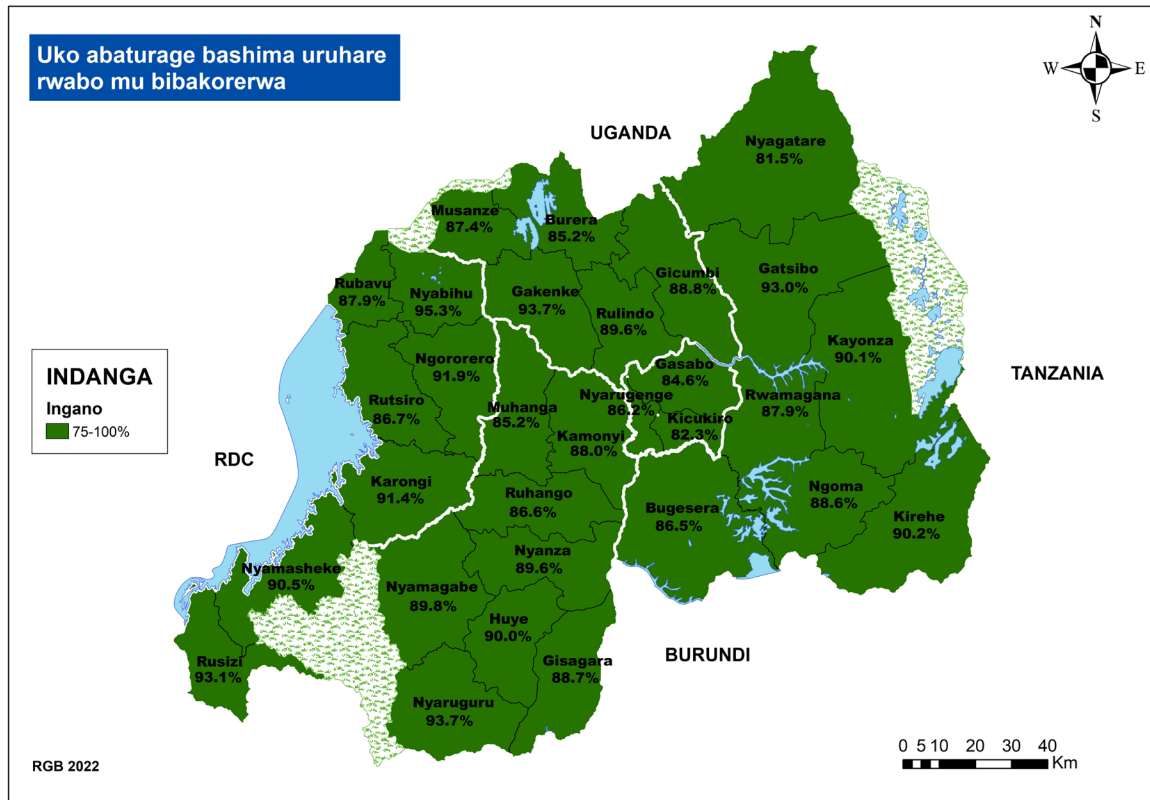 Uko abaturage bashima uruhare
rwabo mu bibakorerwa
N
W
E
S
UGANDA
Nyagatare
81.5%
Musanze
87.4%
Burera
85.2%
Gicumbi
88.8%
Gatsibo
93.0%
Rubavu
87.9%
Nyabihu
95.3%
Gakenke
93.7%
Rulindo
89.6%
Kayonza
90.1%
Ngororero
91.9%
Gasabo
84.6%
TANZANIA
INDANGA
Ingano
75-100%
Rutsiro
86.7%
Muhanga
85.2%
Nyarugenge
86.2%
Kicukiro
82.3%
Rwamagana
87.9%
Kamonyi
88.0%
RDC
Karongi
91.4%
Ruhango
86.6%
Bugesera
86.5%
Ngoma
88.6%
Kirehe
90.2%
Nyanza
89.6%
Nyamasheke
90.5%
Nyamagabe
89.8%
Huye
90.0%
Rusizi
93.1%
Gisagara
88.7%
BURUNDI
Nyaruguru
93.7%
RGB 2022
0 5 10 20 30 40
Km